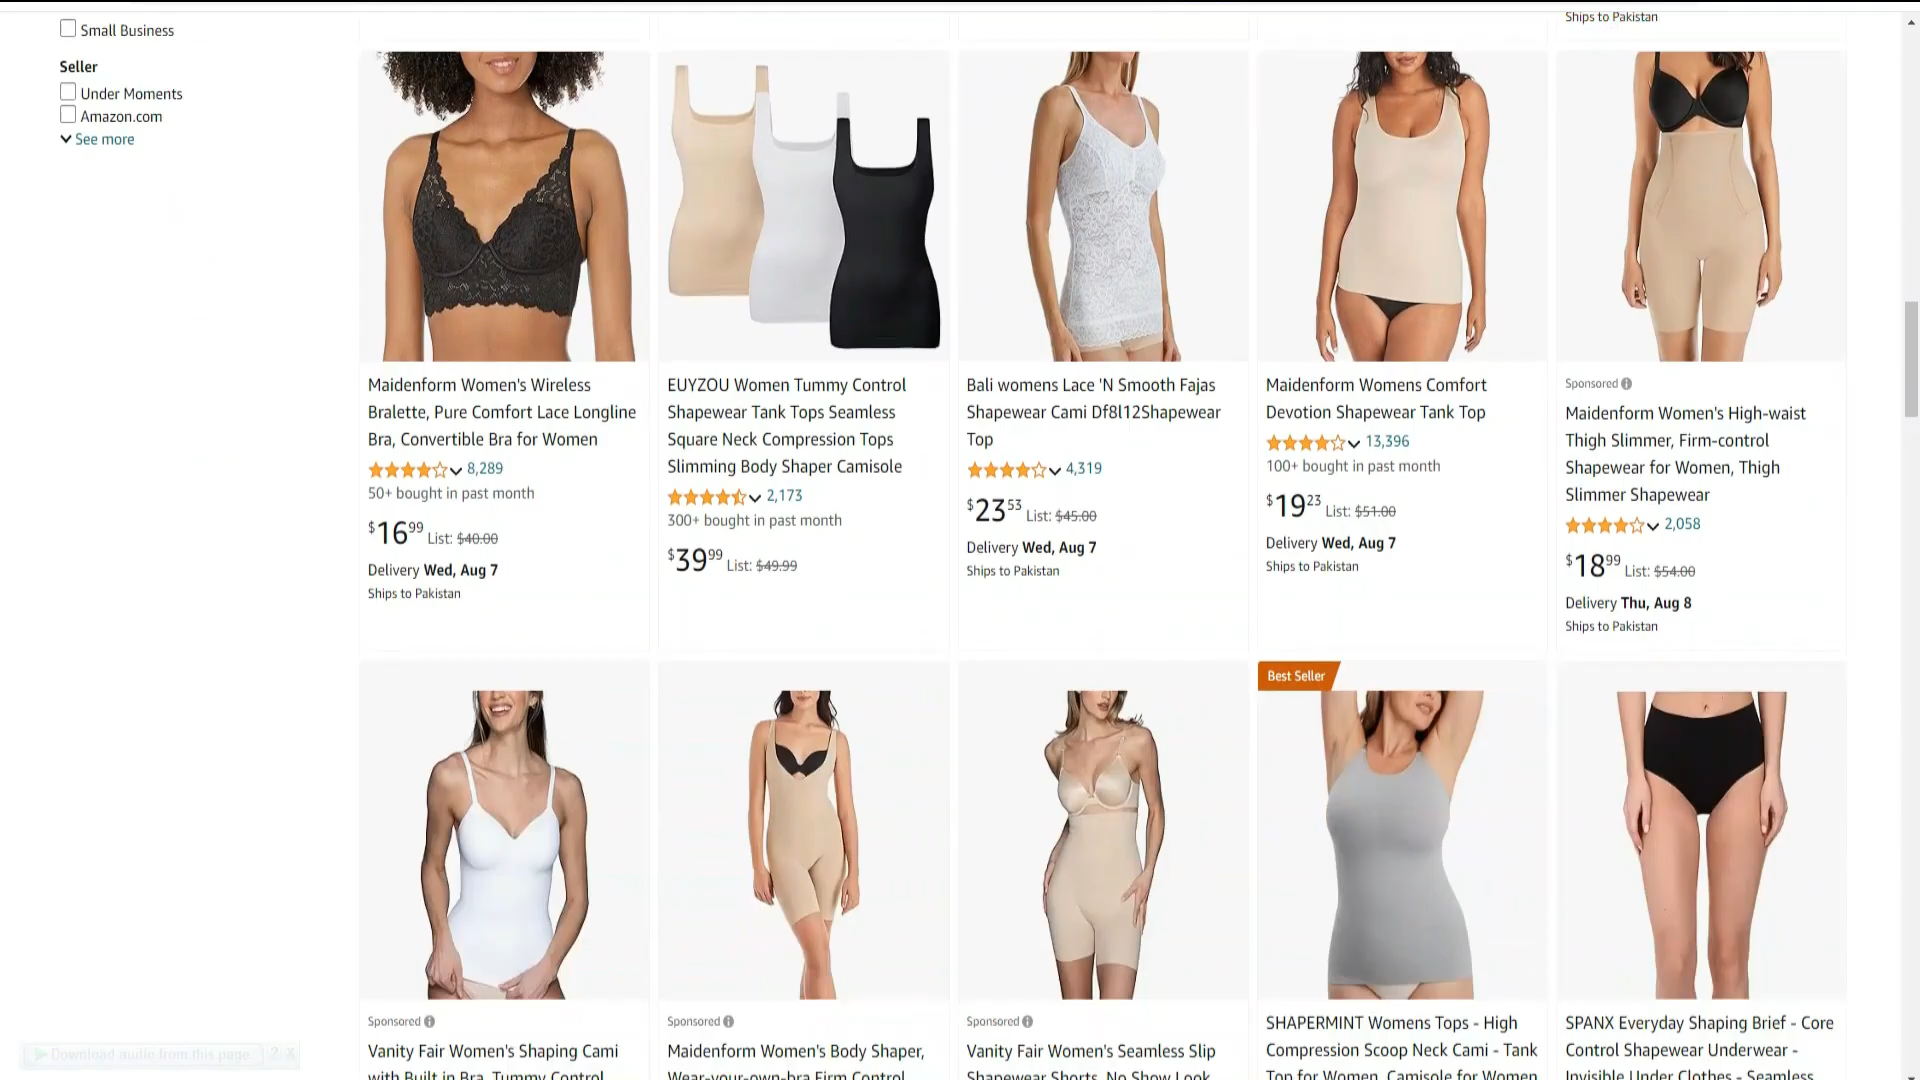 Small Business
Seller
Under Moments
Amazon.com
See more
Ships to Pakistan
Maidenform Women's Wireless
Bralette, Pure Comfort Lace Longline
Bra, Convertible Bra for Women
8,289
50+ bought in past month
$16.99 List: $40.00
Delivery Wed, Aug 7
Ships to Pakistan
EUYZOU Women Tummy Control
Shapewear Tank Tops Seamless
Square Neck Compression Tops
Slimming Body Shaper Camisole
2,173
300+ bought in past month
$39.99 List: $49.99
Bali womens Lace 'N Smooth Fajas
Shapewear Cami Df8l12Shapewear
Top
4,319
$23.53 List: $45.00
Delivery Wed, Aug 7
Ships to Pakistan
Maidenform Womens Comfort
Devotion Shapewear Tank Top
13,396
100+ bought in past month
$19.23 List: $51.00
Delivery Wed, Aug 7
Ships to Pakistan
Sponsored
Maidenform Women's High-waist
Thigh Slimmer, Firm-control
Shapewear for Women, Thigh
Slimmer Shapewear
2,058
$18.99 List: $54.00
Delivery Thu, Aug 8
Ships to Pakistan
Sponsored
Vanity Fair Women's Shaping Cami
with Built in Bra, Tummy Control
Sponsored
Maidenform Women's Body Shaper,
Wear-your-own-bra Firm Control
Sponsored
Vanity Fair Women's Seamless Slip
Shapewear Shorts, No Show Look
Best Seller
SHAPERMINT Womens Tops - High
Compression Scoop Neck Cami - Tank
Top for Women, Camisole for Women
SPANX Everyday Shaping Brief - Core
Control Shapewear Underwear -
Invisible Under Clothes - Seamless
Download audio from this page ? X